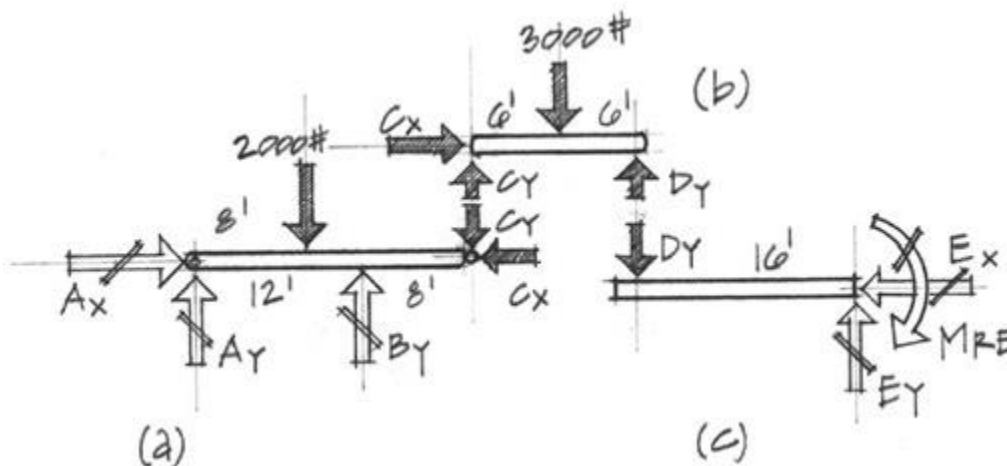 3000#
(b)
6' 6'
Cx
2000#
CY
DY
CY
8'
DY
16'
Ex
Ax
12'
8'
Cx
AY
BY
MRE
EY
(a)
(c)